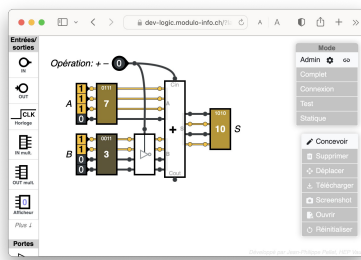 dev-logic.modulo-info.ch/?l
A A
Entrées/
sorties
IN
OUT
CLK
Horloge
IN mult.
OUT mult.
0
Afficheur
Plus ↓
Portes
Opération: + − 0
A
1
1
1
0
0111
7
B
1
1
0
0
0011
3
Cin
A
B
+
S
Cout
1010
10
S
Mode
Admin
Complet
Connexion
Test
Statique
Concevoir
Supprimer
Déplacer
Télécharger
Screenshot
Ouvrir
Réinitialiser